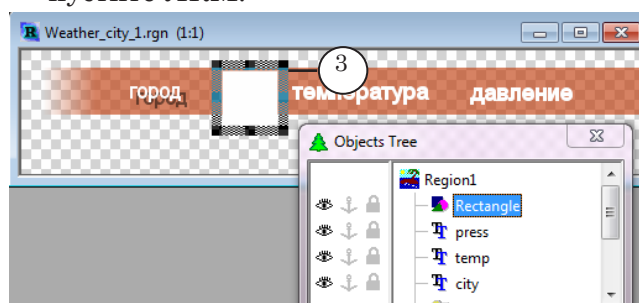 Weather_city_1.rgn (1:1)
3
город температура давление
Objects Tree
Region1
Rectangle
press
temp
city